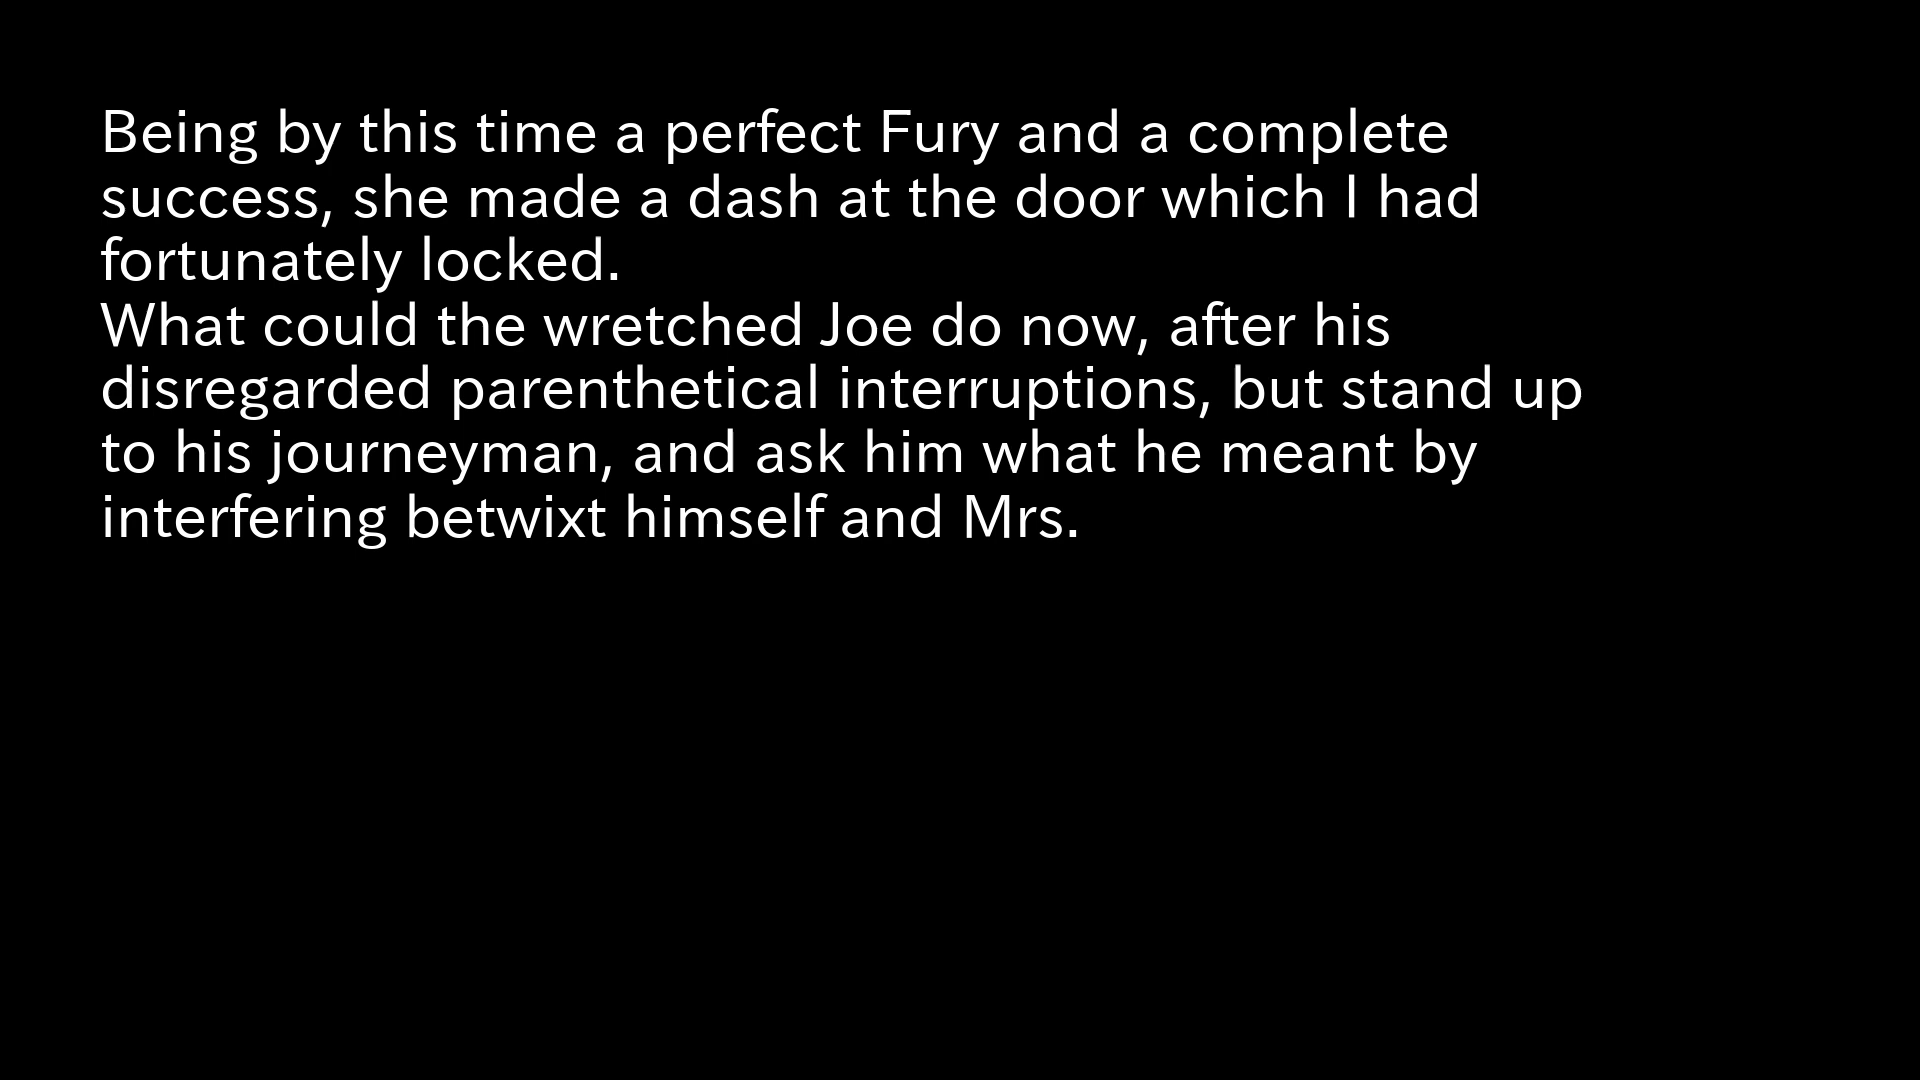 Being by this time a perfect Fury and a complete
success, she made a dash at the door which I had
fortunately locked.
What could the wretched Joe do now, after his
disregarded parenthetical interruptions, but stand up
to his journeyman, and ask him what he meant by
interfering betwixt himself and Mrs.